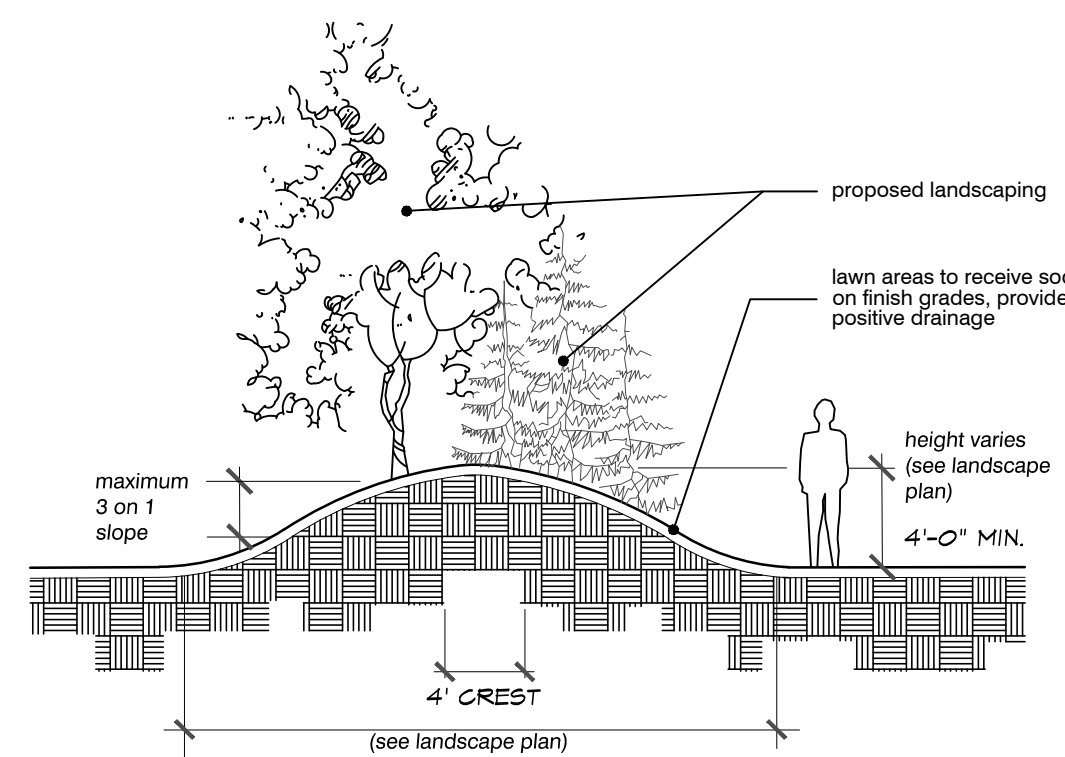 proposed landscaping
lawn areas to receive
on finish grades, provide
positive drainage
height varies
(see landscape
plan)
4'-0" MIN.
maximum
3 on 1
slope
4' CREST
(see landscape plan)